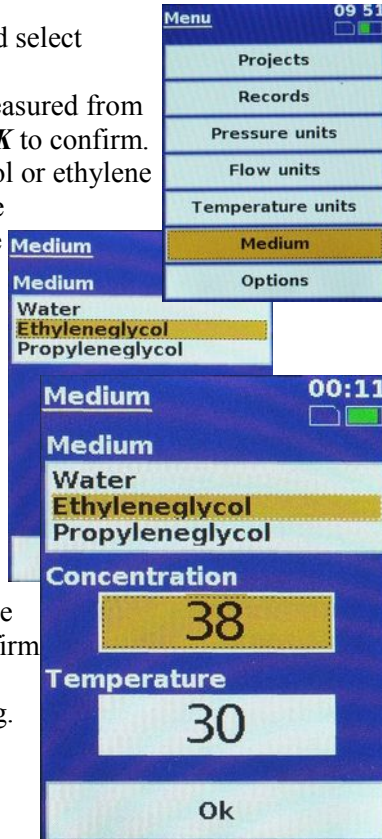 d select
easured from
K to confirm.
ol or ethylene
e
e
Menu
09 51
Projects
Records
Pressure units
Flow units
Temperature units
Medium
Options
Medium
Medium
Water
Ethyleneglycol
Propyleneglycol
Medium
00:11
Medium
Water
Ethyleneglycol
Propyleneglycol
Concentration
38
Temperature
30
Ok
e
firm
g.